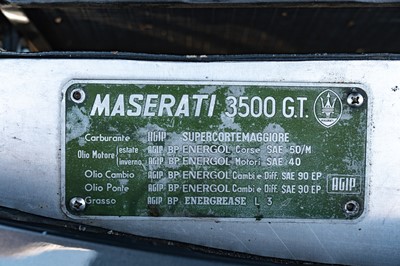 MASERATI 3500 G.T.
Carburante AGIP SUPERCORTEMAGGIORE
Olio Motore estate AGIP BP ENERGOL Corse SAE 50/M
inverno AGIP BP ENERGOL Motori SAE 40
Olio Cambio AGIP BP ENERGOL Cambi e Diff. SAE 90 EP
Olio Ponte AGIP BP ENERGOL Cambi e Diff. SAE 90 EP AGIP
Grasso AGIP BP ENERGREASE L 3